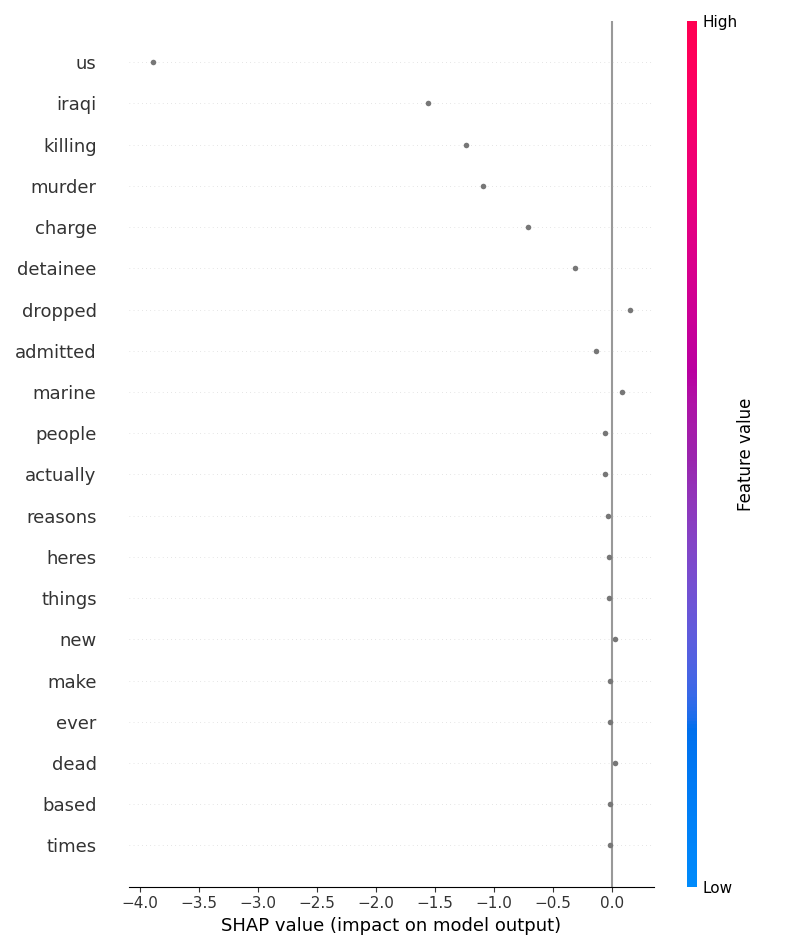 High
us
iraqi
killing
murder
charge
detainee
dropped
admitted
marine
people
actually
reasons
heres
things
new
make
ever
dead
based
times
Feature value
Low
−4.0 −3.5 −3.0 −2.5 −2.0 −1.5 −1.0 −0.5 0.0
SHAP value (impact on model output)